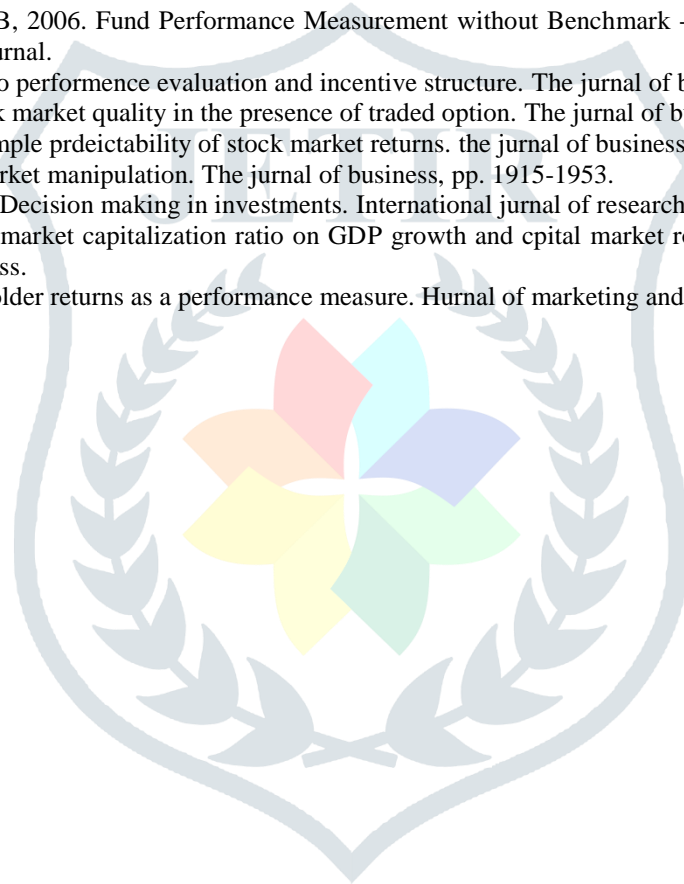 B, 2006. Fund Performance Measurement without Benchmark -
urnal.
o performence evaluation and incentive structure. The jurnal of b
k market quality in the presence of traded option. The jurnal of bu
mple prdeictability of stock market returns. the jurnal of business
rket manipulation. The jurnal of business, pp. 1915-1953.
Decision making in investments. International jurnal of research
market capitalization ratio on GDP growth and cpital market re
ss.
older returns as a performance measure. Hurnal of marketing and
JETIR